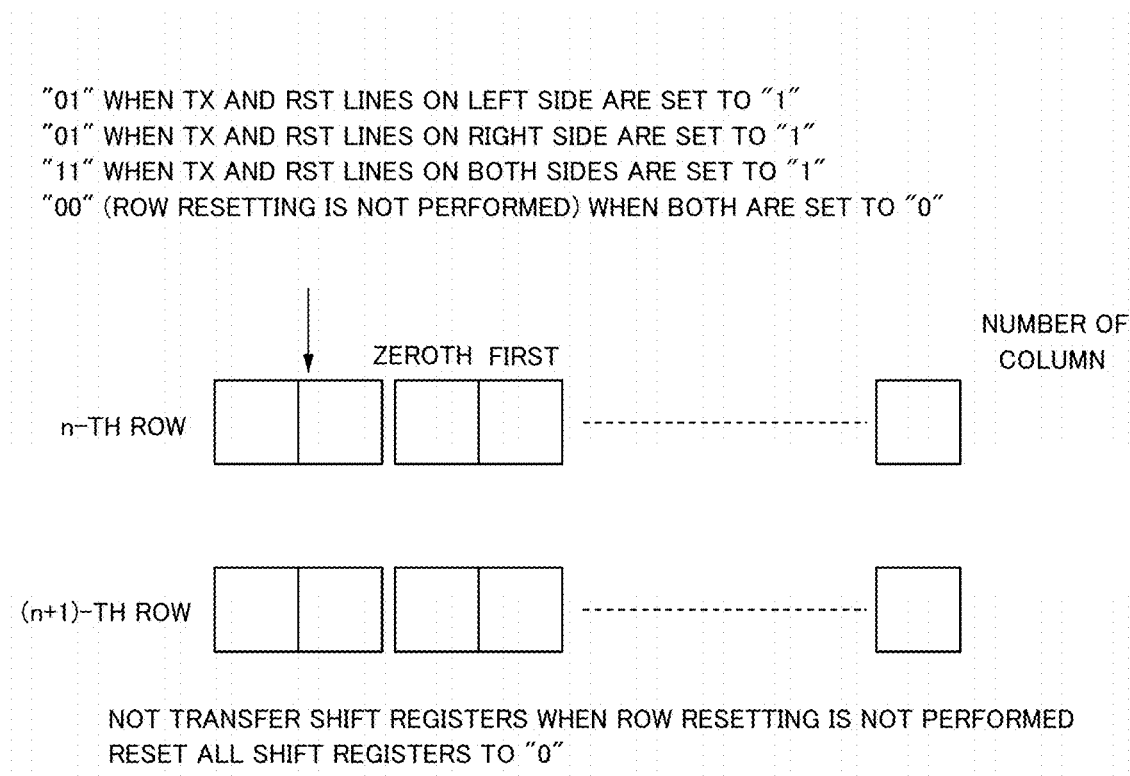 "01" WHEN TX AND RST LINES ON LEFT SIDE ARE SET TO "1"
"01" WHEN TX AND RST LINES ON RIGHT SIDE ARE SET TO "1"
"11" WHEN TX AND RST LINES ON BOTH SIDES ARE SET TO "1"
"00" (ROW RESETTING IS NOT PERFORMED) WHEN BOTH ARE SET TO "0"
NUMBER OF
COLUMN
ZEROTH FIRST
n-TH ROW
(n+1)-TH ROW
NOT TRANSFER SHIFT REGISTERS WHEN ROW RESETTING IS NOT PERFORMED
RESET ALL SHIFT REGISTERS TO "0"